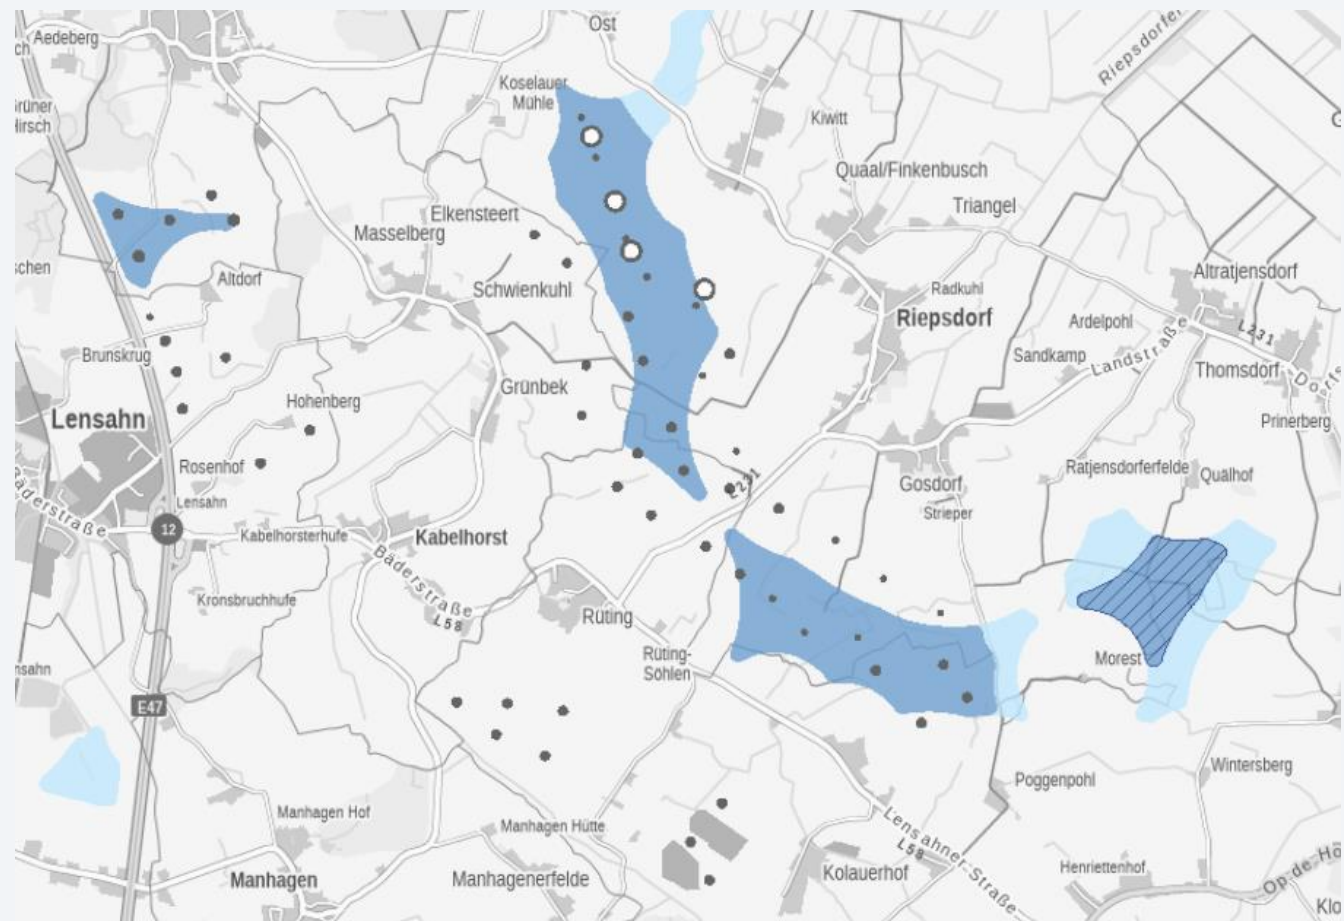 Ost
Aedeberg
Riepsdorfer
Koselauer
Mühle
Grüner
Hirsch
Kiwitt
Quaal/Finkenbusch
Elkensteert
Triangel
Masselberg
Altdorf
Schwienkuhl
Altratjensdorf
Radkuhl
Riepsdorf
Ardelpohl
L231
Brunskrug
Sandkamp
Landstraße
Thomsdorf
Grünbek
Hohenberg
Lensahn
Prinerberg
Rosenhof
Ratjensdorferfelde
Qualhof
L231
Gosdorf
Lensahn
Strieper
Bäderstraße
12
Kabelhorsterhufe
Kabelhorst
Bäderstraße
L58
Kronsbruchhufe
Rüting
Rüting-
Söhlen
Morest
E47
Wintersberg
Poggenpohl
Manhagen Hof
Manhagen Hütte
Lensahner Straße
L58
Manhagen
Manhagenerfelde
Kolauerhof
Henriettenhof